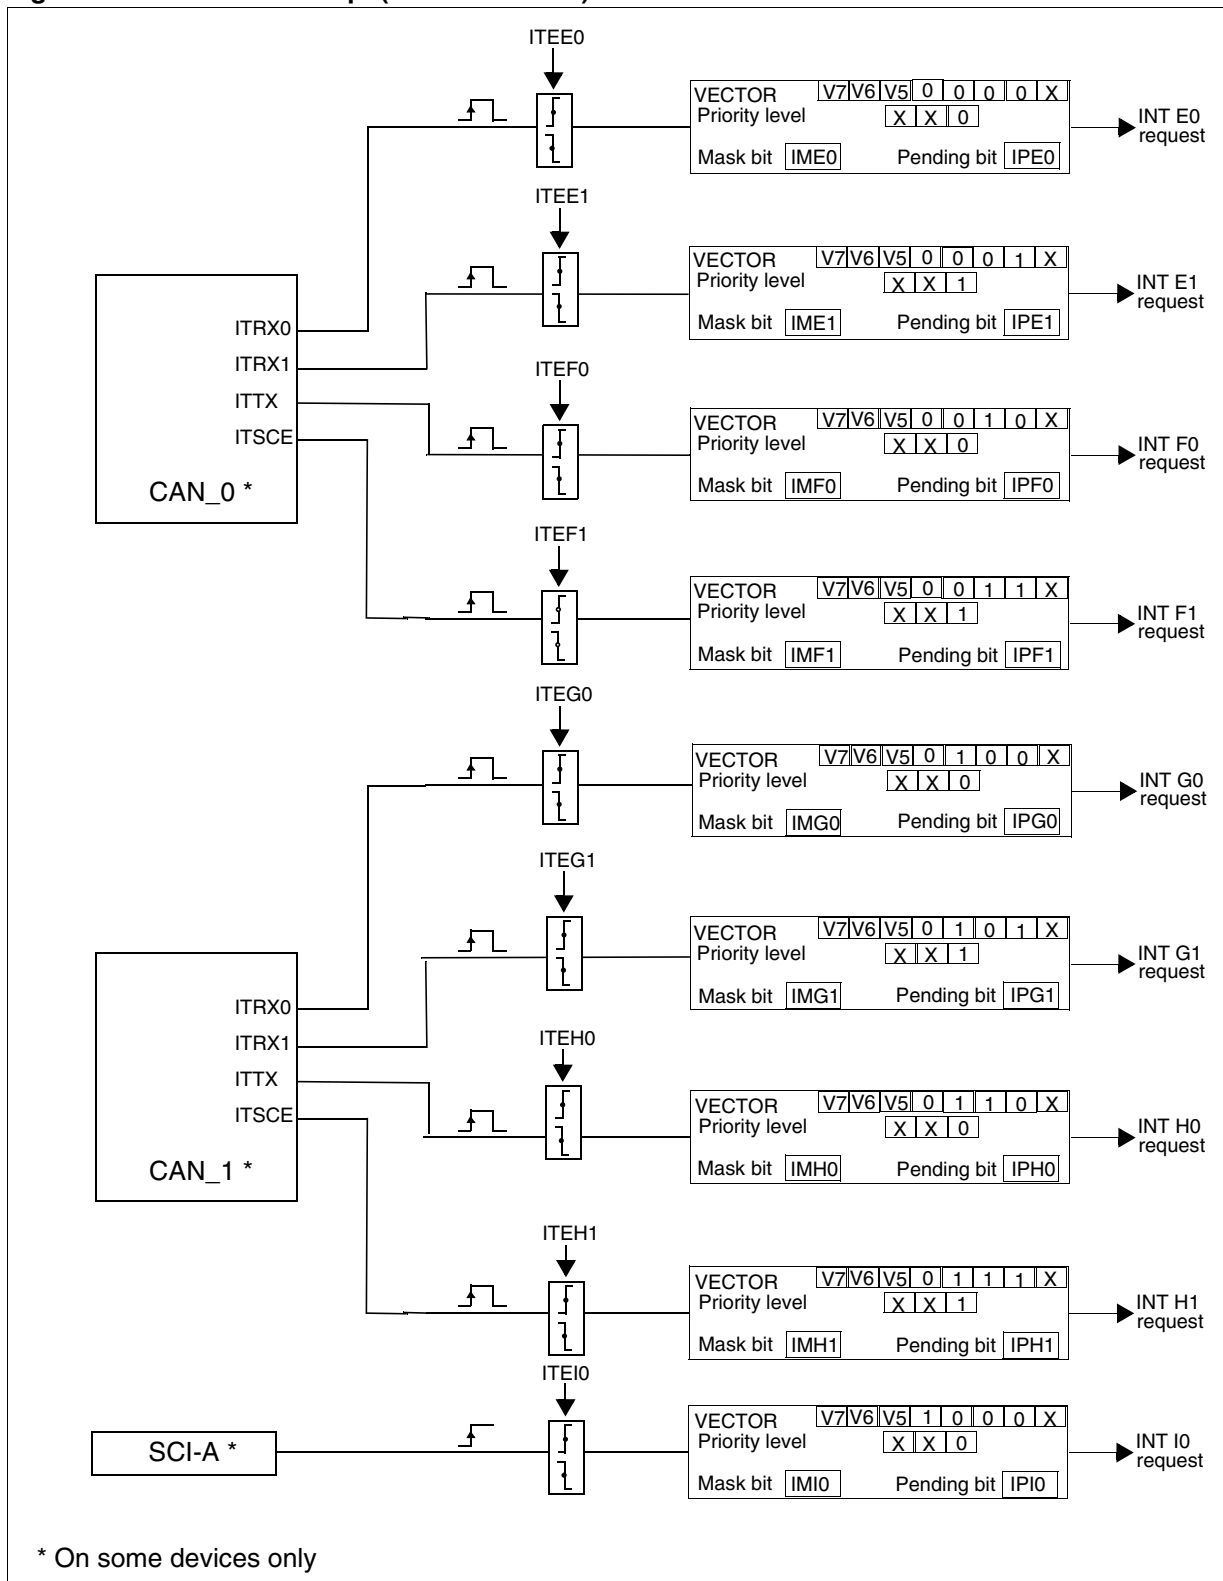 ITEE0
VECTOR V7 V6 V5 0 0 0 0 X
Priority level X X 0
Mask bit IME0 Pending bit IPE0
INT E0
request
ITEE1
VECTOR V7 V6 V5 0 0 0 1 X
Priority level X X 1
Mask bit IME1 Pending bit IPE1
INT E1
request
ITRX0
ITRX1
ITTX
ITSCE
CAN_0 *
ITEF0
VECTOR V7 V6 V5 0 0 1 0 X
Priority level X X 0
Mask bit IMF0 Pending bit IPF0
INT F0
request
ITEF1
VECTOR V7 V6 V5 0 0 1 1 X
Priority level X X 1
Mask bit IMF1 Pending bit IPF1
INT F1
request
ITEG0
VECTOR V7 V6 V5 0 1 0 0 X
Priority level X X 0
Mask bit IMG0 Pending bit IPG0
INT G0
request
ITEG1
VECTOR V7 V6 V5 0 1 0 1 X
Priority level X X 1
Mask bit IMG1 Pending bit IPG1
INT G1
request
ITRX0
ITRX1
ITTX
ITSCE
CAN_1 *
ITEH0
VECTOR V7 V6 V5 0 1 1 0 X
Priority level X X 0
Mask bit IMH0 Pending bit IPH0
INT H0
request
ITEH1
VECTOR V7 V6 V5 0 1 1 1 X
Priority level X X 1
Mask bit IMH1 Pending bit IPH1
INT H1
request
ITEI0
SCI-A *
VECTOR V7 V6 V5 1 0 0 0 X
Priority level X X 0
Mask bit IMI0 Pending bit IPI0
INT I0
request
* On some devices only